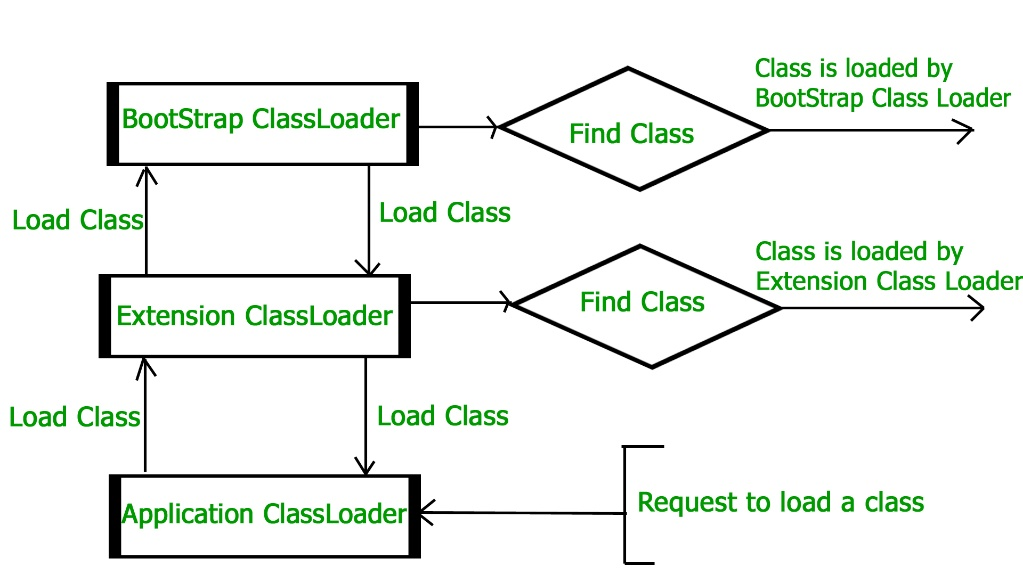 Class is loaded by
BootStrap Class Loader
BootStrap ClassLoader
Find Class
Load Class
Load Class
Class is loaded by
Extension Class Loader
Extension ClassLoader
Find Class
Load Class
Load Class
Application ClassLoader
Request to load a class